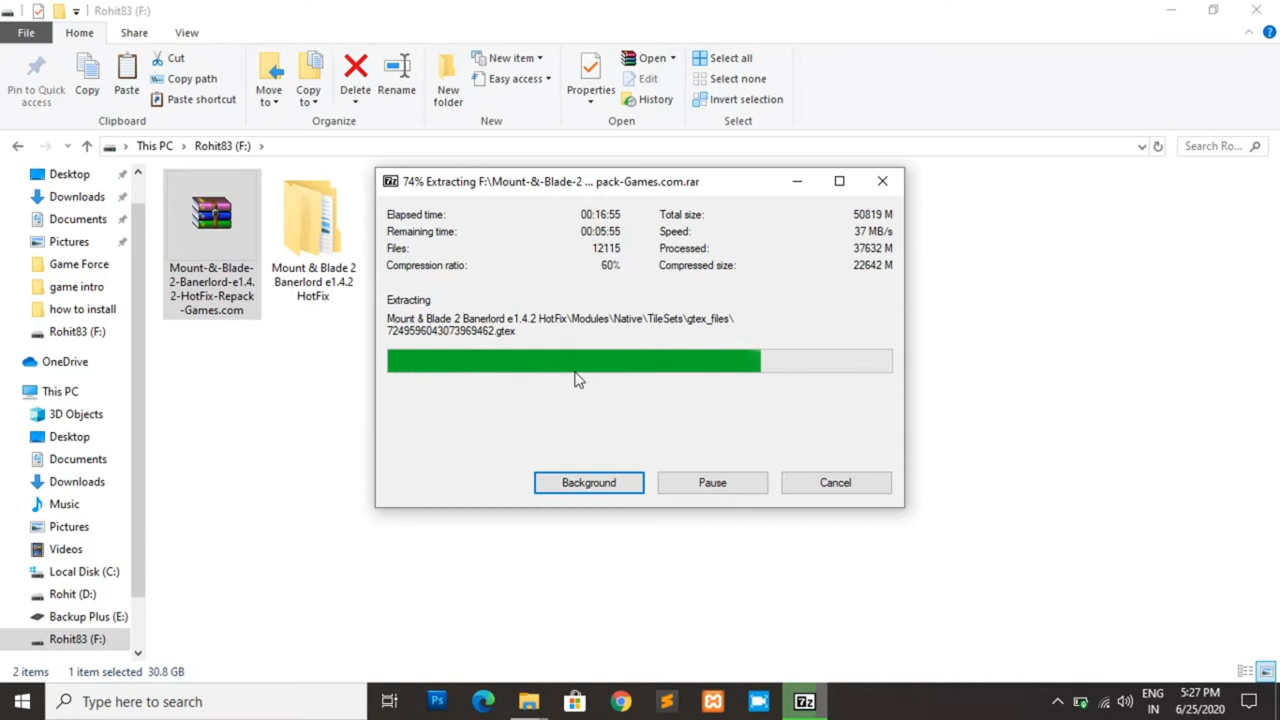 Rohit83 (F:)
File
Home
Share
View
Pin to Quick
access
Copy
Paste
Cut
Copy path
Paste shortcut
Clipboard
Move
to
Copy
to
Delete
Rename
Organize
New
folder
New item
Easy access
New
Properties
Open
Edit
History
Open
Select all
Select none
Invert selection
Select
This PC
Rohit83 (F:)
Search Ro...
Desktop
Downloads
Documents
Pictures
Game Force
game intro
how to install
Rohit83 (F:)
OneDrive
This PC
3D Objects
Desktop
Documents
Downloads
Music
Pictures
Videos
Local Disk (C:)
Rohit (D:)
Backup Plus (E:)
Rohit83 (F:)
Mount-&-Blade-
2-Banerlord-e1.4.
2-HotFix-Repack
-Games.com
Mount & Blade 2
Banerlord e1.4.2
HotFix
7z 74% Extracting F:\Mount-&-Blade-2 ... pack-Games.com.rar
Elapsed time: 00:16:55 Total size: 50819 M
Remaining time: 00:05:55 Speed: 37 MB/s
Files: 12115 Processed: 37632 M
Compression ratio: 60% Compressed size: 22642 M
Extracting
Mount & Blade 2 Banerlord e1.4.2 HotFix\Modules\Native\TileSets\gtex_files\
7249596043073969462.gtex
Background
Pause
Cancel
2 items 1 item selected 30.8 GB
Type here to search
Ps
7z
ENG
IN
5:27 PM
6/25/2020